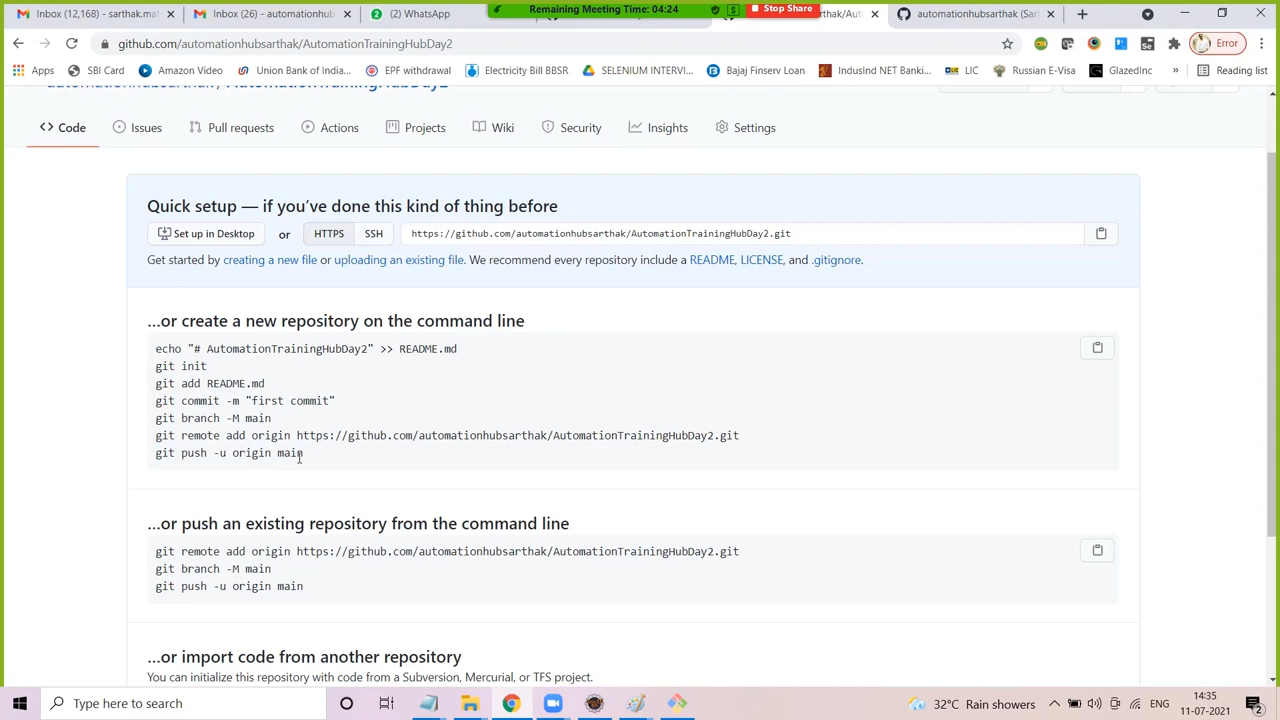 Inbox (12,168) - sarthak.mar
Inbox (26) - automationhub
(2) WhatsApp
Remaining Meeting Time: 04:24
Stop Share
automationhubsarthak (Sar
github.com/automationhubsarthak/AutomationTrainingHubDay2
Error
Apps
SBI Card
Amazon Video
Union Bank of India...
EPF withdrawal
Electricity Bill BBSR
SELENIUM INTERVI...
Bajaj Finserv Loan
IndusInd NET Banki...
LIC
Russian E-Visa
GlazedInc
»
Reading list
automationhubsarthak / AutomationTrainingHubDay2
Code
Issues
Pull requests
Actions
Projects
Wiki
Security
Insights
Settings
Quick setup — if you've done this kind of thing before
Set up in Desktop
or
HTTPS
SSH
https://github.com/automationhubsarthak/AutomationTrainingHubDay2.git
Get started by creating a new file or uploading an existing file. We recommend every repository include a README, LICENSE, and .gitignore.
...or create a new repository on the command line
echo "# AutomationTrainingHubDay2" >> README.md
git init
git add README.md
git commit -m "first commit"
git branch -M main
git remote add origin https://github.com/automationhubsarthak/AutomationTrainingHubDay2.git
git push -u origin main
...or push an existing repository from the command line
git remote add origin https://github.com/automationhubsarthak/AutomationTrainingHubDay2.git
git branch -M main
git push -u origin main
...or import code from another repository
You can initialize this repository with code from a Subversion, Mercurial, or TFS project.
Type here to search
32°C Rain showers
ENG
14:35
11-07-2021
2